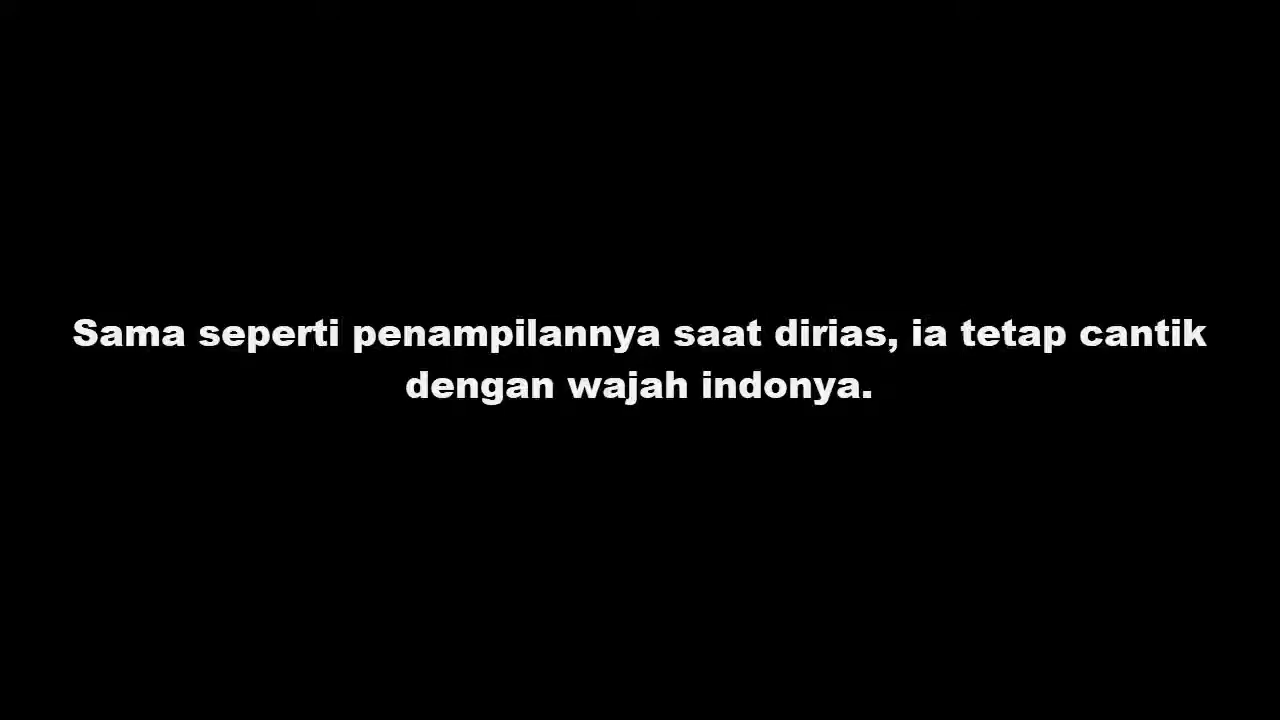 Sama seperti penampilannya saat dirias, ia tetap cantik
dengan wajah indonya.